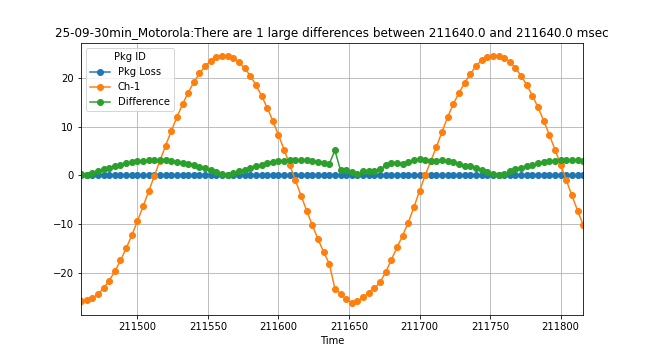 25-09-30min_Motorola:There are 1 large differences between 211640.0 and 211640.0 msec
Pkg ID
Pkg Loss
Ch-1
Difference
20
10
0
−10
−20
211500 211550 211600 211650 211700 211750 211800
Time